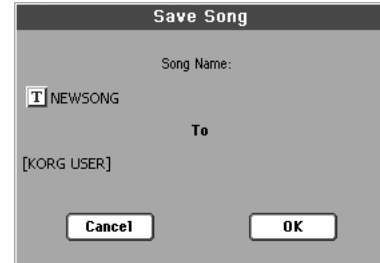 Save Song
Song Name:
T NEWSONG
To
[KORG USER]
Cancel OK